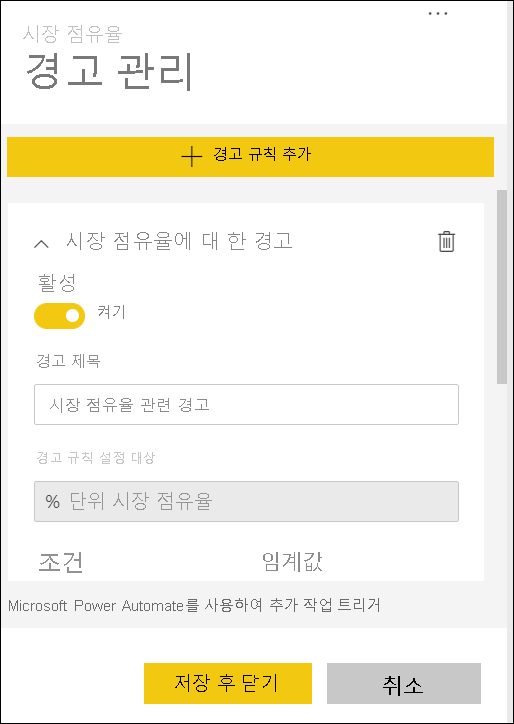 시장 점유율
경고 관리
경고 규칙 추가
시장 점유율에 대 한 경고
활성
켜기
경고 제목
시장 점유율 관련 경고
경고 규칙 설정 대상
% 단위 시장 점유율
조건 임계값
Microsoft Power Automate를 사용하여 추가 작업 트리거
저장 후 닫기 취소